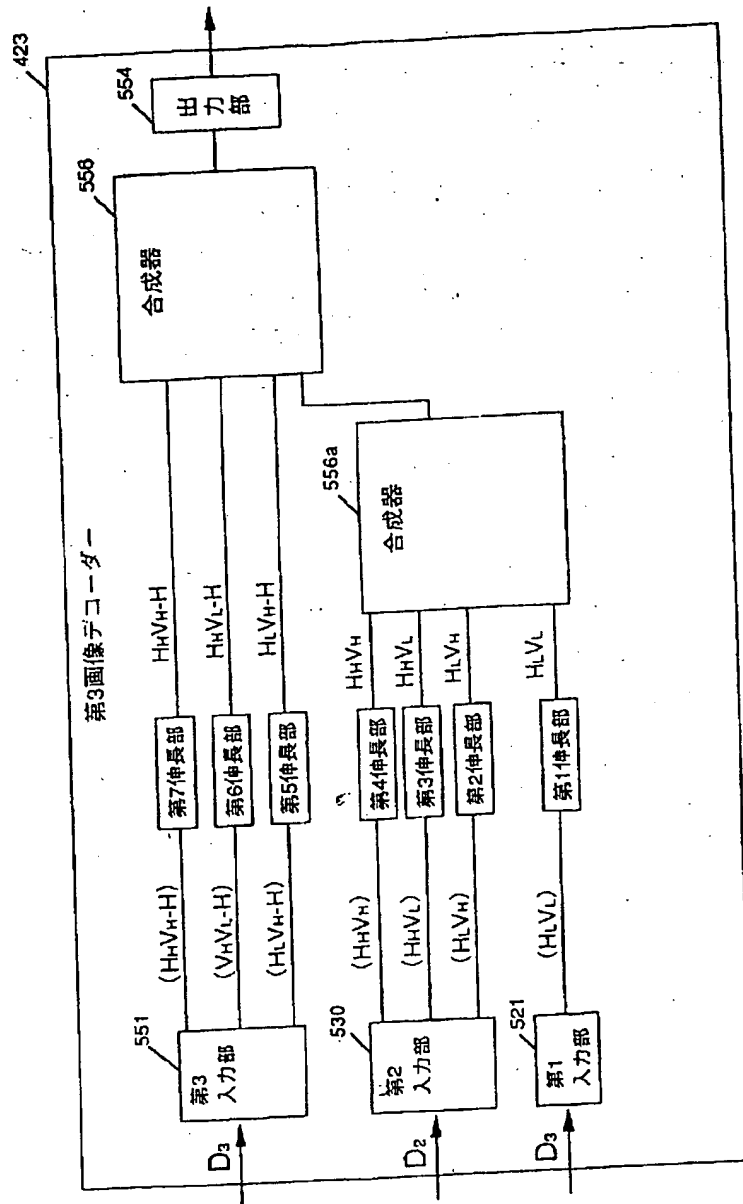 423
第3画像デコーダー
554
出力部
558
合成器
556a
合成器
HHVH-H
HHVL-H
HLVH-H
HHVH
HHVL
HLVH
HLVL
第7伸長部
第6伸長部
第5伸長部
第4伸長部
第3伸長部
第2伸長部
第1伸長部
(HHVH-H)
(VHVL-H)
(HLVH-H)
(HHVH)
(HHVL)
(HLVH)
(HLVL)
551
第3
入力部
530
第2
入力部
521
第1
入力部
D3
D2
D3